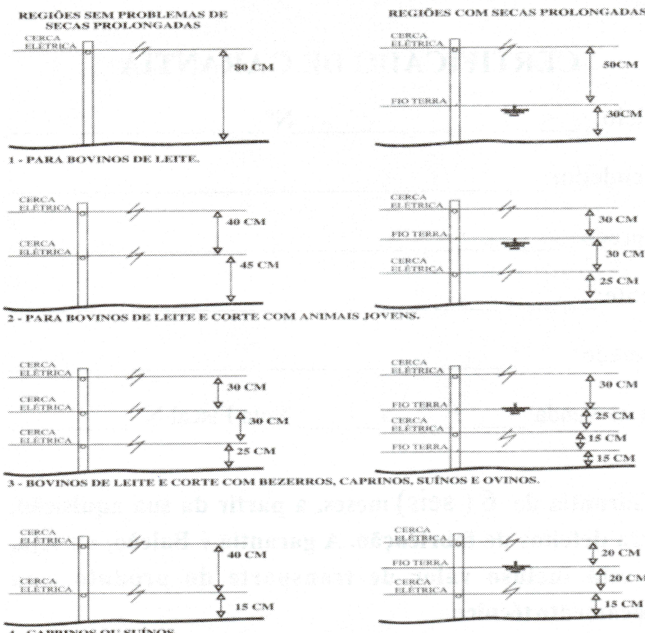 REGIÕES SEM PROBLEMAS DE
SECAS PROLONGADAS
CERCA
ELÉTRICA
80 CM
REGIÕES COM SECAS PROLONGADAS
CERCA
ELÉTRICA
50CM
FIO TERRA
30CM
1 - PARA BOVINOS DE LEITE.
CERCA
ELÉTRICA
40 CM
CERCA
ELÉTRICA
45 CM
CERCA
ELÉTRICA
30 CM
FIO TERRA
30 CM
CERCA
ELÉTRICA
25 CM
2 - PARA BOVINOS DE LEITE E CORTE COM ANIMAIS JOVENS.
CERCA
ELÉTRICA
30 CM
CERCA
ELÉTRICA
30 CM
CERCA
ELÉTRICA
25 CM
CERCA
ELÉTRICA
30 CM
FIO TERRA
25 CM
CERCA
ELÉTRICA
15 CM
FIO TERRA
15 CM
3 - BOVINOS DE LEITE E CORTE COM BEZERROS, CAPRINOS, SUÍNOS E OVINOS.
CERCA
ELÉTRICA
40 CM
CERCA
ELÉTRICA
15 CM
CERCA
ELÉTRICA
20 CM
FIO TERRA
20 CM
CERCA
ELÉTRICA
15 CM
4 - CAPRINOS OU SUÍNOS